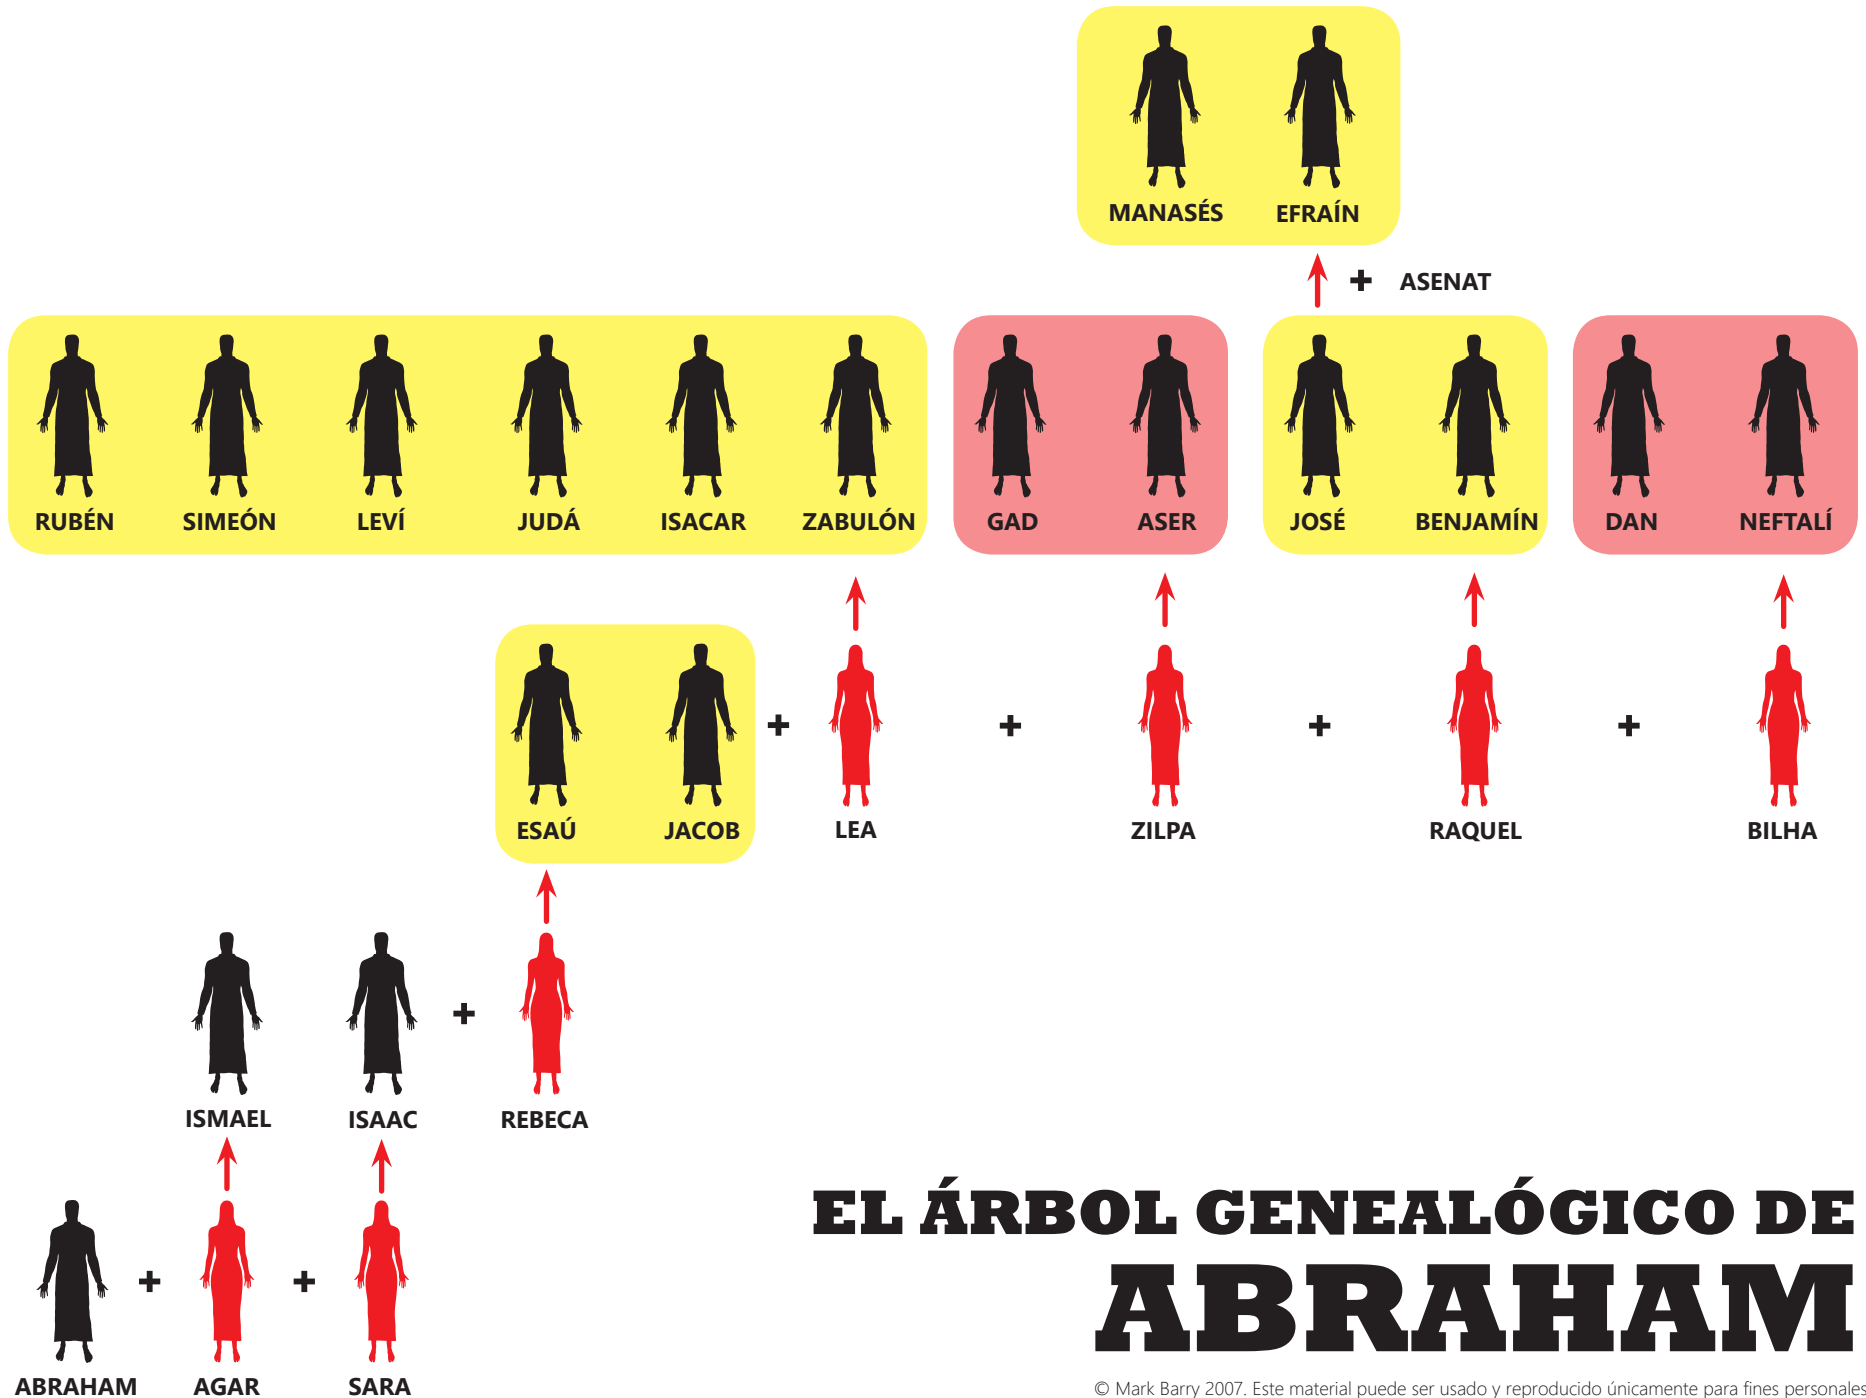 MANASÉS EFRAÍN
ASENAT
RUBÉN SIMEÓN LEVÍ JUDÁ ISACAR ZABULÓN GAD ASER JOSÉ BENJAMÍN DAN NEFTALÍ
ESAÚ JACOB LEA ZILPA RAQUEL BILHA
ISMAEL ISAAC REBECA
ABRAHAM AGAR SARA
EL ÁRBOL GENEALÓGICO DE
ABRAHAM
© Mark Barry 2007. Este material puede ser usado y reproducido únicamente para fines personales